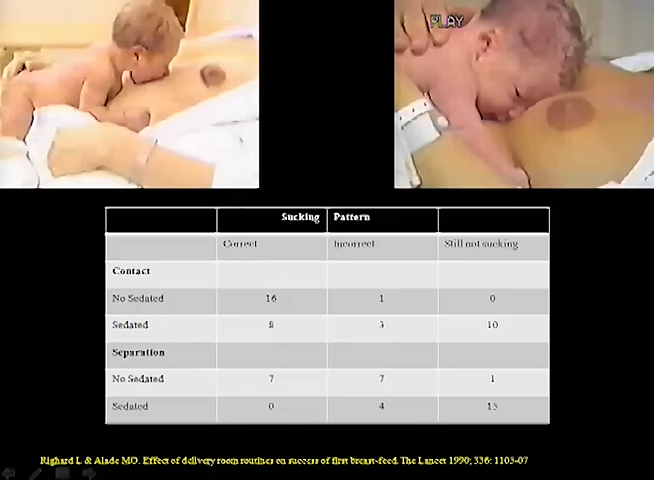 PLAY
Sucking Pattern
Correct Incorrect Still not sucking
Contact
No Sedated 16 1 0
Sedated 8 3 10
Separation
No Sedated 7 7 1
Sedated 0 4 15
Righard L & Alade MO. Effect of delivery room routines on success of first breast-feed. The Lancet 1990; 336: 1105-07